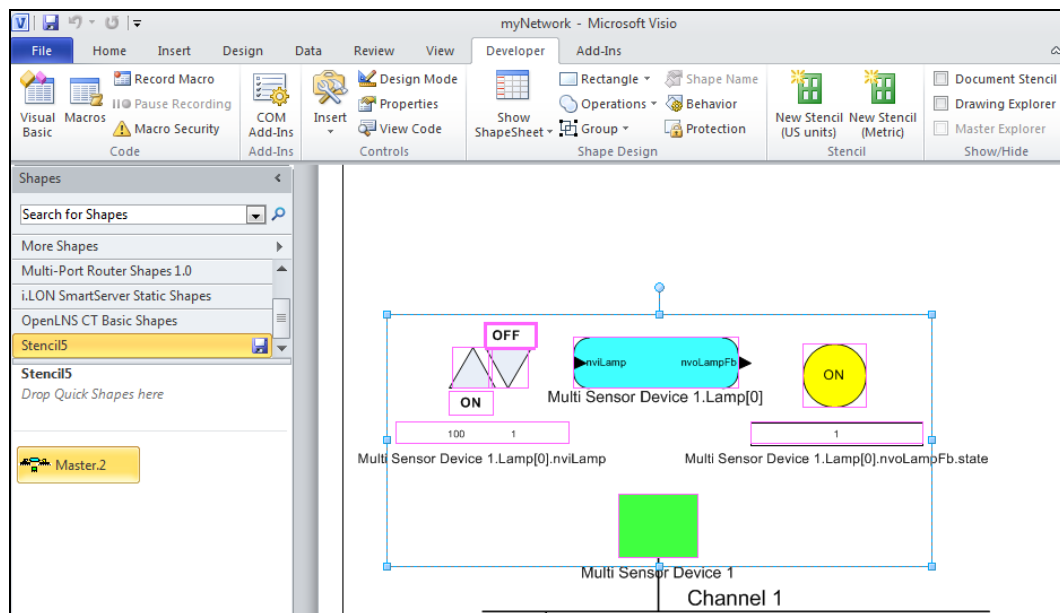 myNetwork - Microsoft Visio
File Home Insert Design Data Review View Developer Add-Ins
Visual Basic
Macros
Record Macro
Pause Recording
Macro Security
Code
COM Add-Ins
Add-Ins
Insert
Design Mode
Properties
View Code
Controls
Show ShapeSheet
Rectangle
Operations
Group
Shape Name
Behavior
Protection
Shape Design
New Stencil (US units)
New Stencil (Metric)
Stencil
Document Stencil
Drawing Explorer
Master Explorer
Show/Hide
Shapes
Search for Shapes
More Shapes
Multi-Port Router Shapes 1.0
i.LON SmartServer Static Shapes
OpenLNS CT Basic Shapes
Stencil5
Stencil5
Drop Quick Shapes here
Master.2
OFF
ON
nviLamp nvoLampFb
Multi Sensor Device 1.Lamp[0]
ON
100 1
Multi Sensor Device 1.Lamp[0].nviLamp
1
Multi Sensor Device 1.Lamp[0].nvoLampFb.state
Multi Sensor Device 1
Channel 1